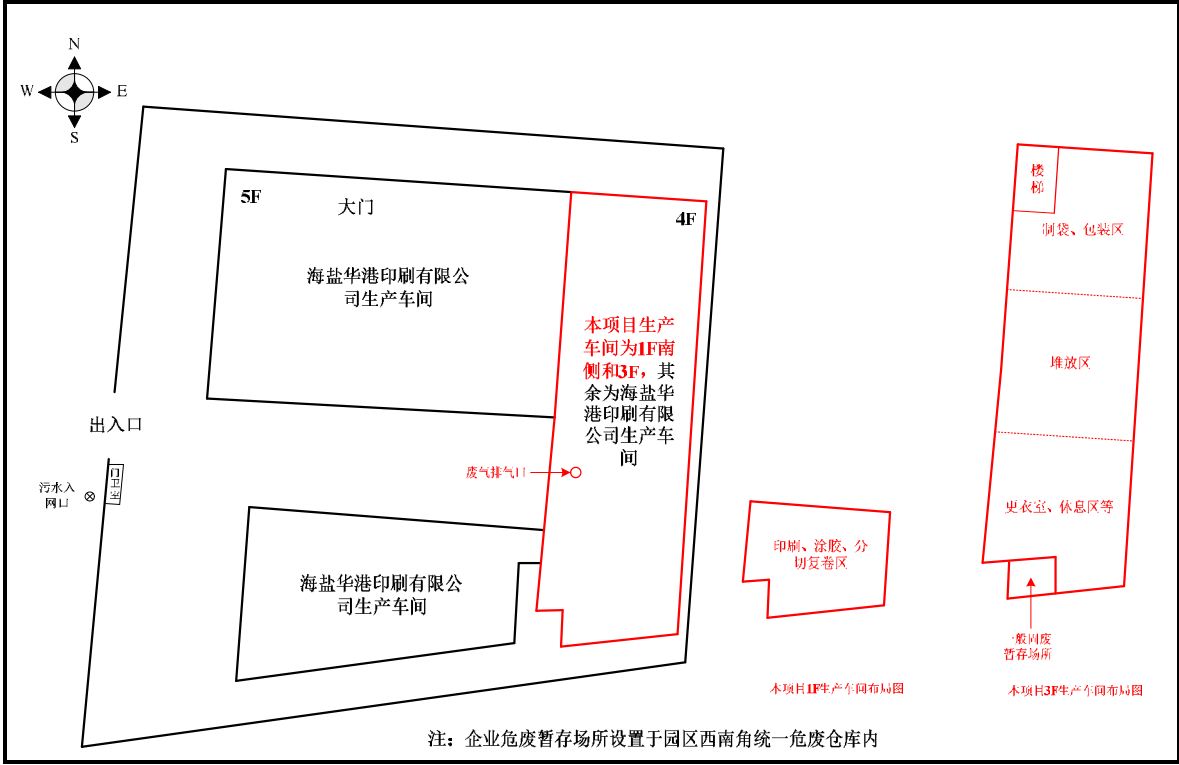 N
W
E
S
5F
大门
4F
海盐华港印刷有限公
司生产车间
本项目生产
车间为1F南
侧和3F，其
余为海盐华
港印刷有限
公司生产车
间
出入口
门卫室
污水入
网口
废气排气口
海盐华港印刷有限公
司生产车间
印刷、涂胶、分
切复卷区
本项目1F生产车间布局图
楼
梯
制袋、包装区
堆放区
更衣室、休息区等
一般固废
暂存场所
本项目3F生产车间布局图
注：企业危废暂存场所设置于园区西南角统一危废仓库内